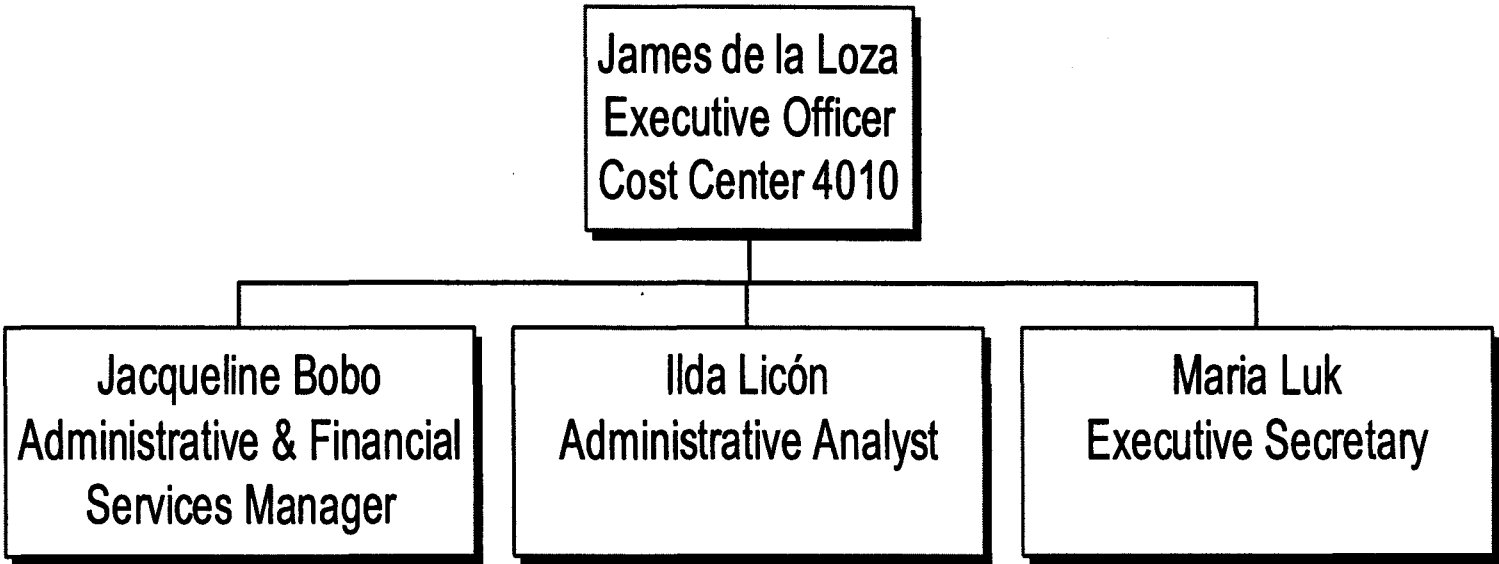 James de la Loza
Executive Officer
Cost Center 4010
Jacqueline Bobo
Administrative & Financial
Services Manager
Ilda Licón
Administrative Analyst
Maria Luk
Executive Secretary